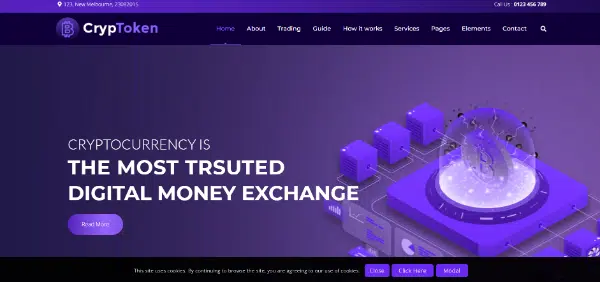 123, New Melbourne, 23092015
Call Us : 0123 456 789
CrypToken
Home About Trading Guide How it works Services Pages Elements Contact
CRYPTOCURRENCY IS
THE MOST TRSUTED
DIGITAL MONEY EXCHANGE
Read More
This site uses cookies. By continuing to browse the site, you are agreeing to our use of cookies. Close Click Here Modal